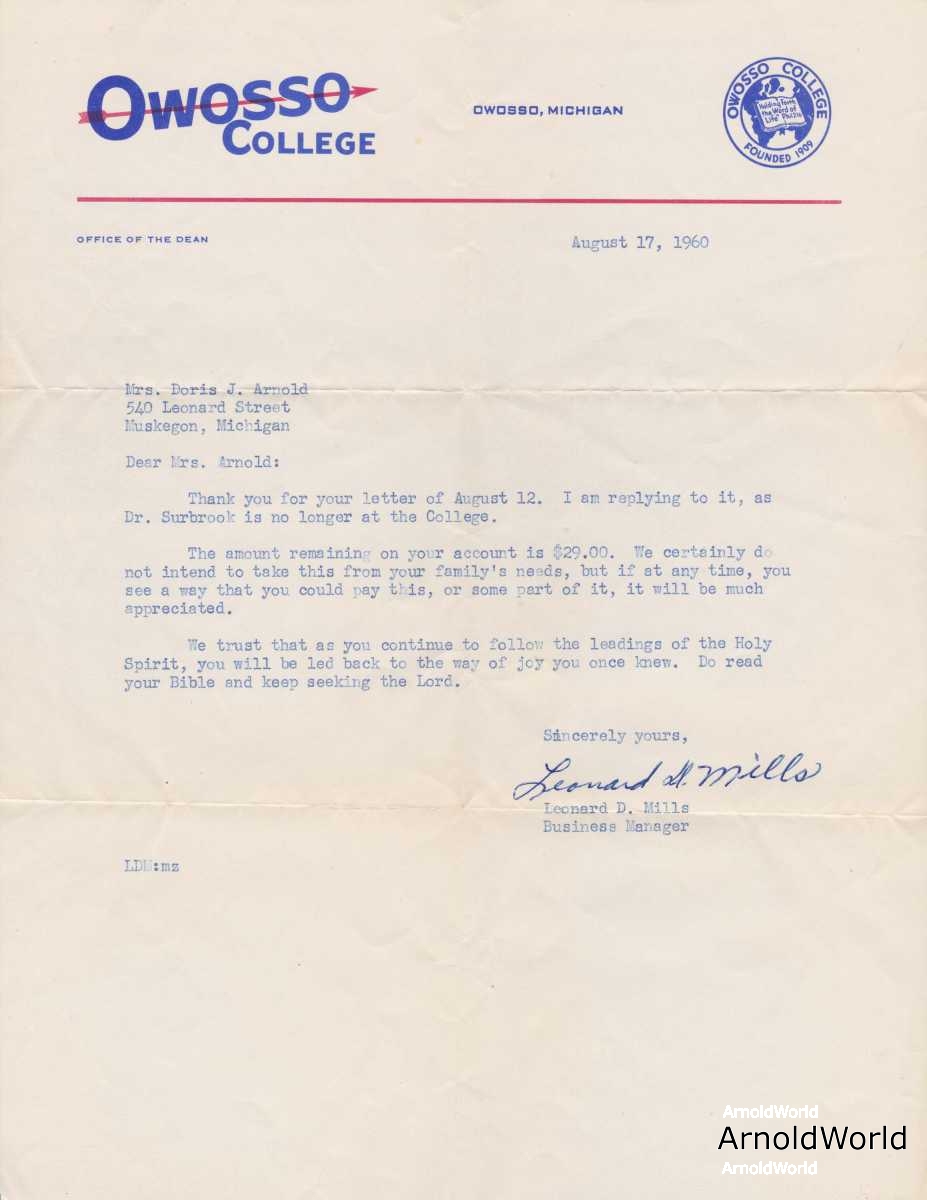 OWOSSO
COLLEGE
OWOSSO, MICHIGAN
OWOSSO COLLEGE
Holding forth
the Word of
Life" Phil.2:16
FOUNDED 1909
OFFICE OF THE DEAN
August 17, 1960
Mrs. Doris J. Arnold
540 Leonard Street
Muskegon, Michigan
Dear Mrs. Arnold:
Thank you for your letter of August 12. I am replying to it, as
Dr. Surbrook is no longer at the College.
The amount remaining on your account is $29.00. We certainly do
not intend to take this from your family's needs, but if at any time, you
see a way that you could pay this, or some part of it, it will be much
appreciated.
We trust that as you continue to follow the leadings of the Holy
Spirit, you will be led back to the way of joy you once knew. Do read
your Bible and keep seeking the Lord.
Sincerely yours,
Leonard D. Mills
Leonard D. Mills
Business Manager
LDM:mz
ArnoldWorld
ArnoldWorld
ArnoldWorld